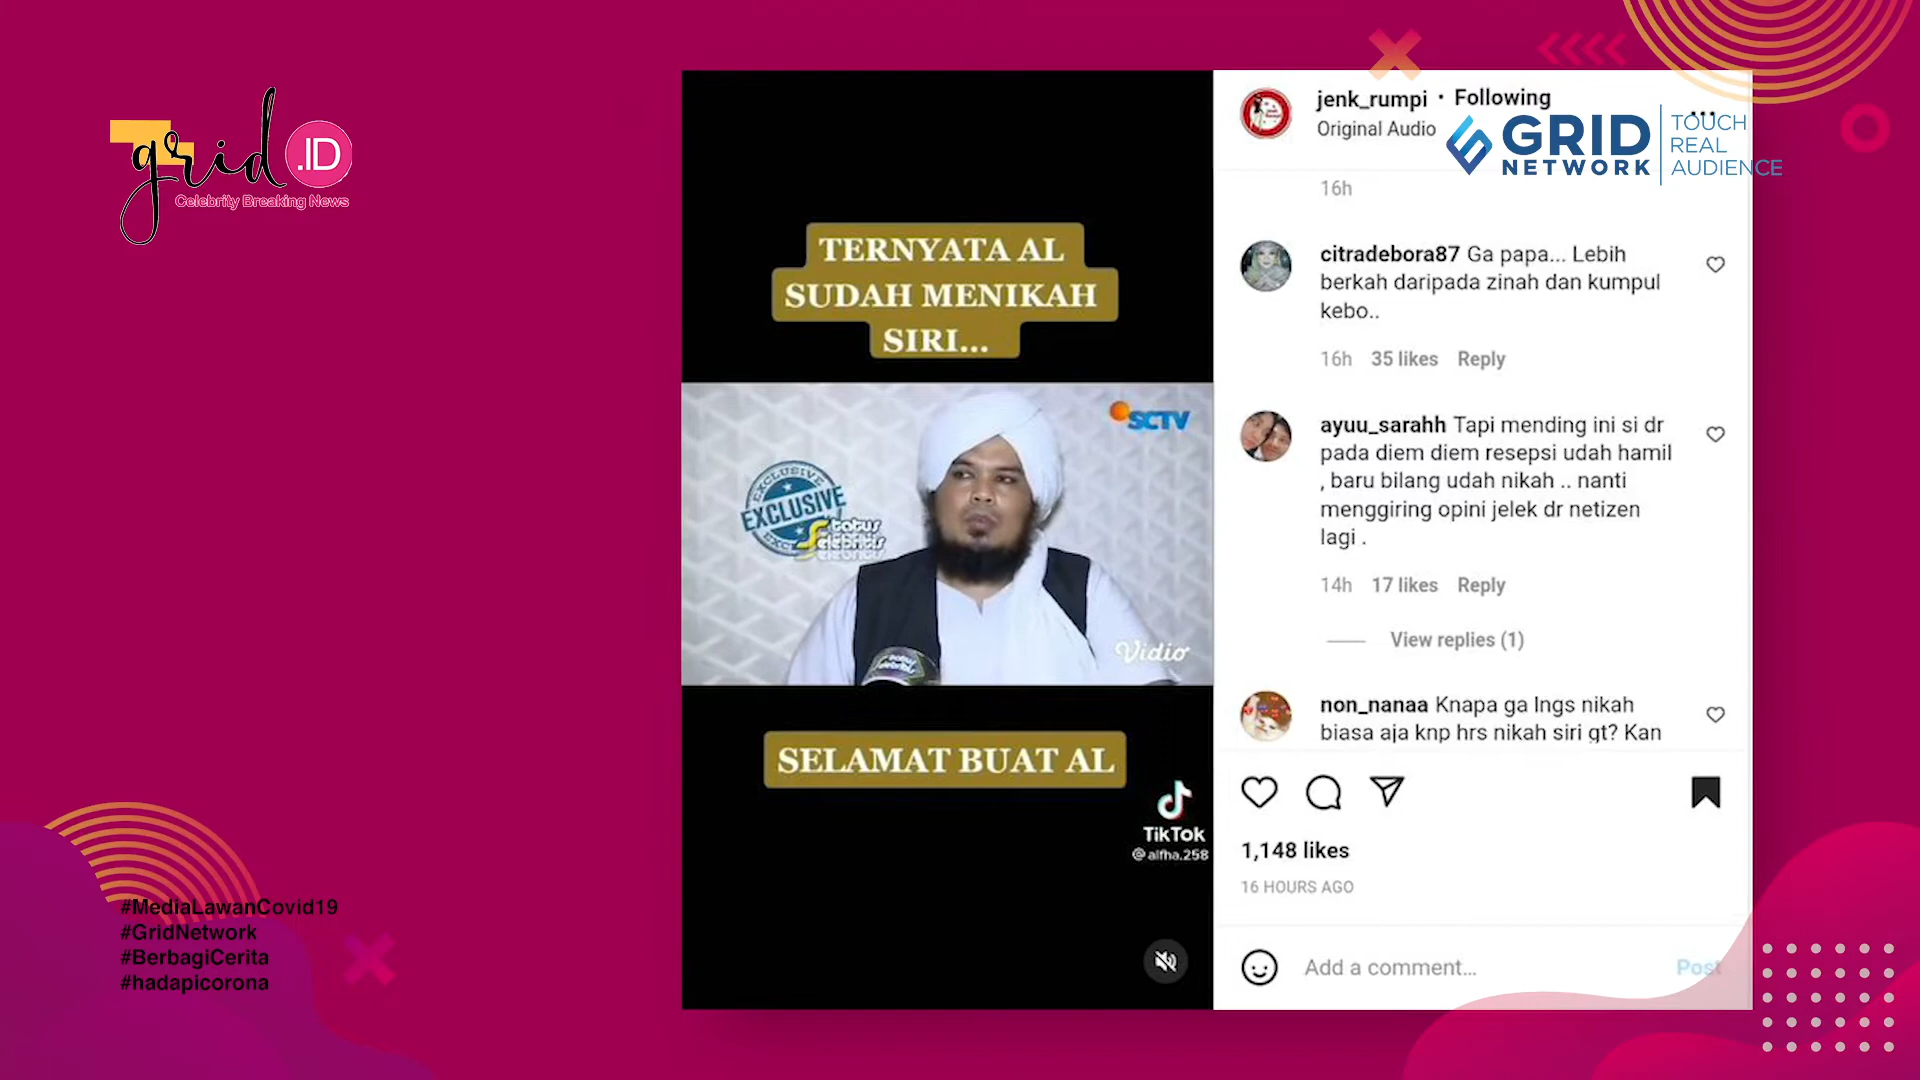 grid .ID
Celebrity Breaking News
TERNYATA AL
SUDAH MENIKAH
SIRI...
SCTV
EXCLUSIVE
EXCLUSIVE
Status
Selebritis
Vidio
SELAMAT BUAT AL
TikTok
@alfha.258
jenk_rumpi • Following
Original Audio
GRID
NETWORK
TOUCH
REAL
AUDIENCE
16h
citradebora87 Ga papa... Lebih
berkah daripada zinah dan kumpul
kebo..
16h 35 likes Reply
ayuu_sarahh Tapi mending ini si dr
pada diem diem resepsi udah hamil
, baru bilang udah nikah .. nanti
menggiring opini jelek dr netizen
lagi .
14h 17 likes Reply
View replies (1)
non_nanaa Knapa ga lngs nikah
biasa aja knp hrs nikah siri gt? Kan
1,148 likes
16 HOURS AGO
Add a comment...
Post
#MediaLawanCovid19
#GridNetwork
#BerbagiCerita
#hadapicorona